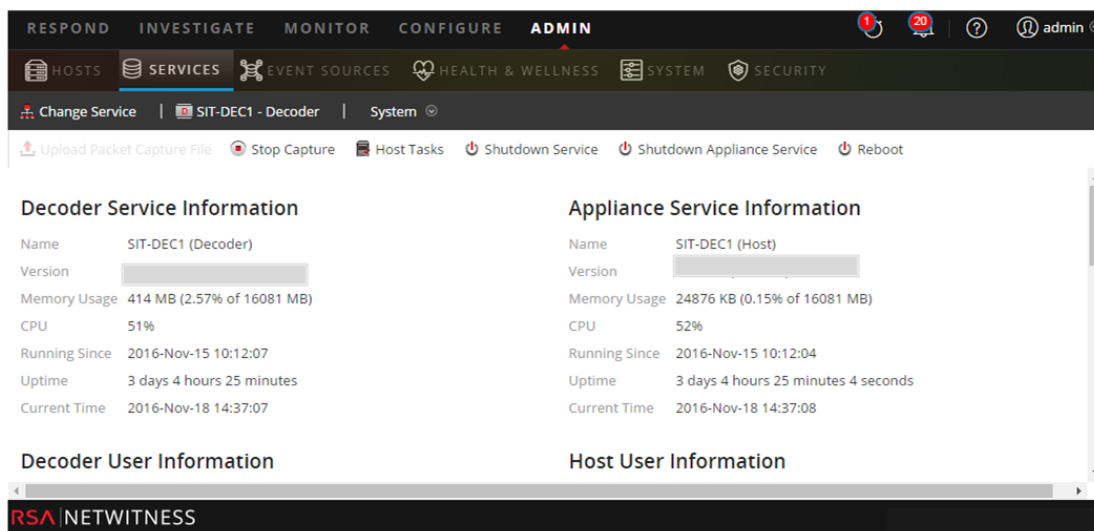 RESPOND INVESTIGATE MONITOR CONFIGURE ADMIN 1 20 ? admin
HOSTS SERVICES EVENT SOURCES HEALTH & WELLNESS SYSTEM SECURITY
Change Service | D SIT-DEC1 - Decoder | System
Upload Packet Capture File Stop Capture Host Tasks Shutdown Service Shutdown Appliance Service Reboot
Decoder Service Information
Name SIT-DEC1 (Decoder)
Version
Memory Usage 414 MB (2.57% of 16081 MB)
CPU 51%
Running Since 2016-Nov-15 10:12:07
Uptime 3 days 4 hours 25 minutes
Current Time 2016-Nov-18 14:37:07
Decoder User Information
Appliance Service Information
Name SIT-DEC1 (Host)
Version
Memory Usage 24876 KB (0.15% of 16081 MB)
CPU 52%
Running Since 2016-Nov-15 10:12:04
Uptime 3 days 4 hours 25 minutes 4 seconds
Current Time 2016-Nov-18 14:37:08
Host User Information
RSA NETWITNESS